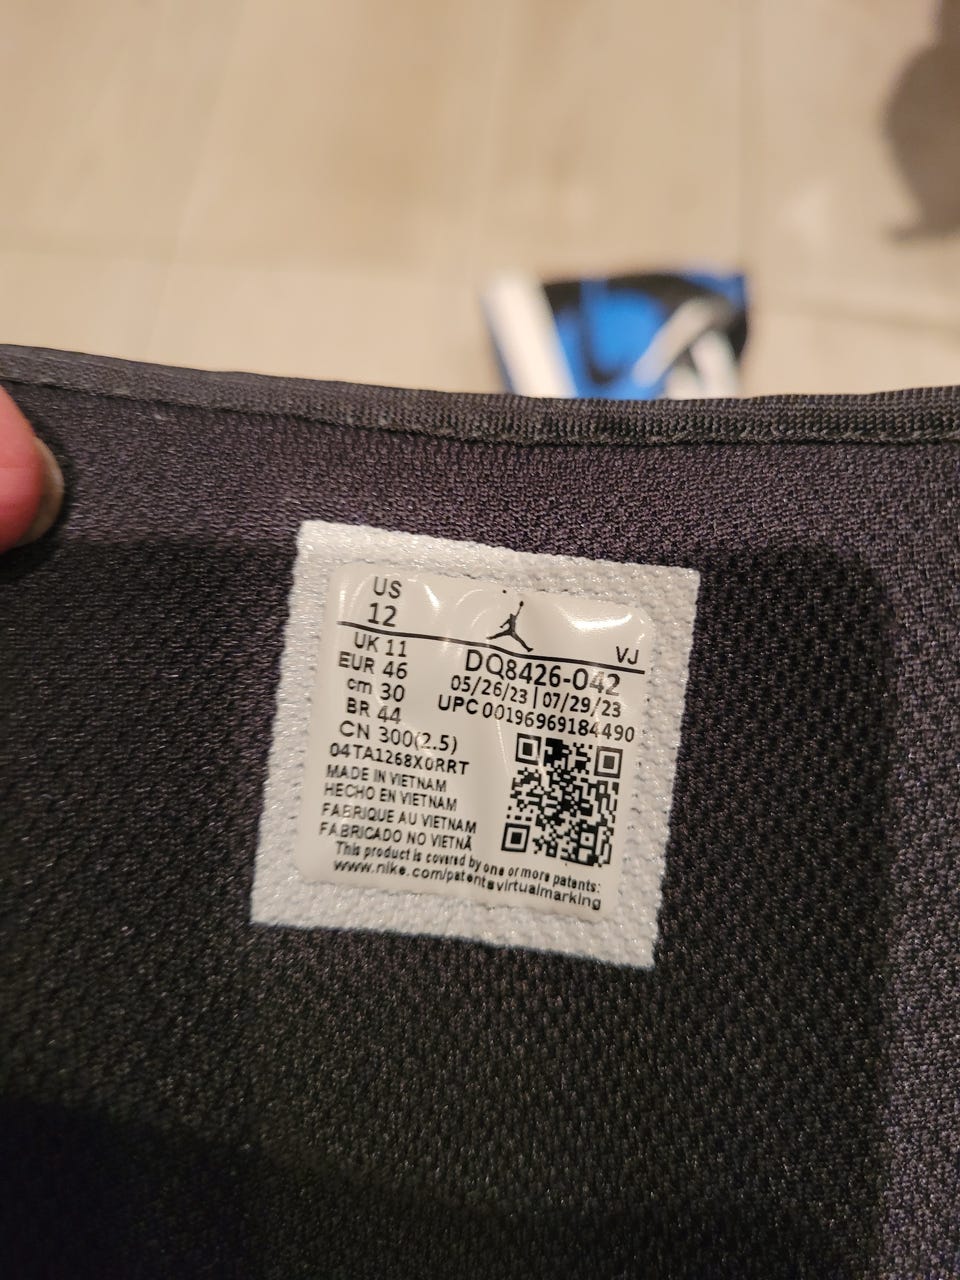 US
12
VJ
UK 11
EUR 46
cm 30
BR 44
CN 300(2.5)
04TA1268X0RRT
DQ8426-042
05/26/23 | 07/29/23
UPC 00196969184490
MADE IN VIETNAM
HECHO EN VIETNAM
FABRIQUE AU VIETNAM
FABRICADO NO VIETNÃ
This product is covered by one or more patents:
www.nike.com/patentsvirtualmarking